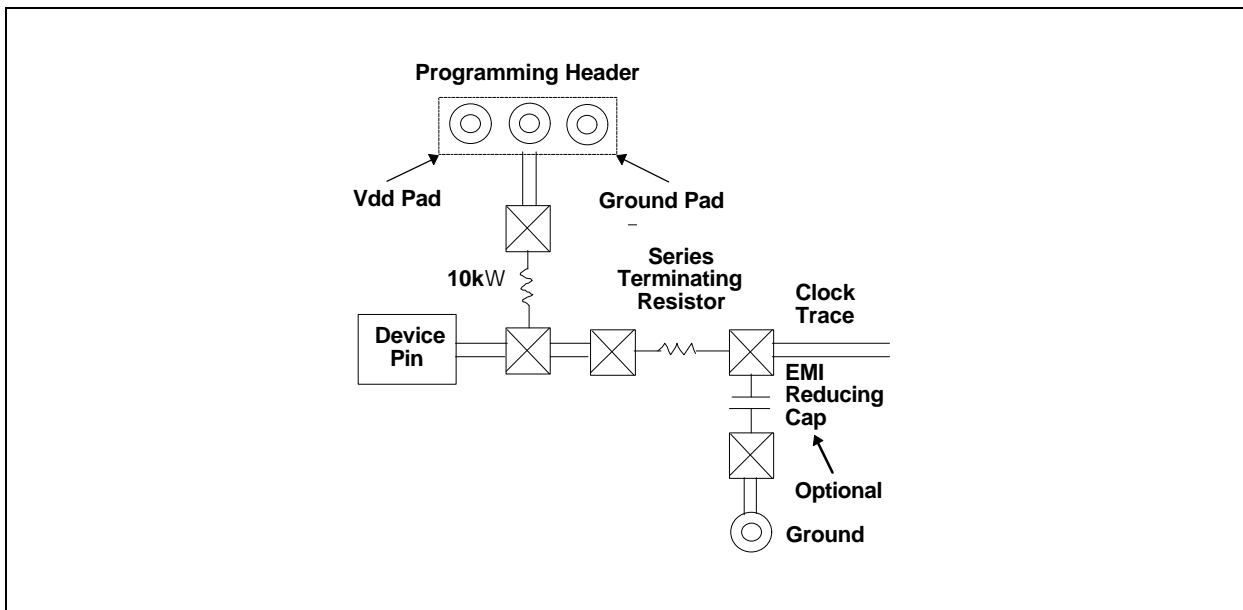 Programming Header
Vdd Pad
Ground Pad
10kW
Series
Terminating
Resistor
Clock
Trace
Device
Pin
EMI
Reducing
Cap
Optional
Ground